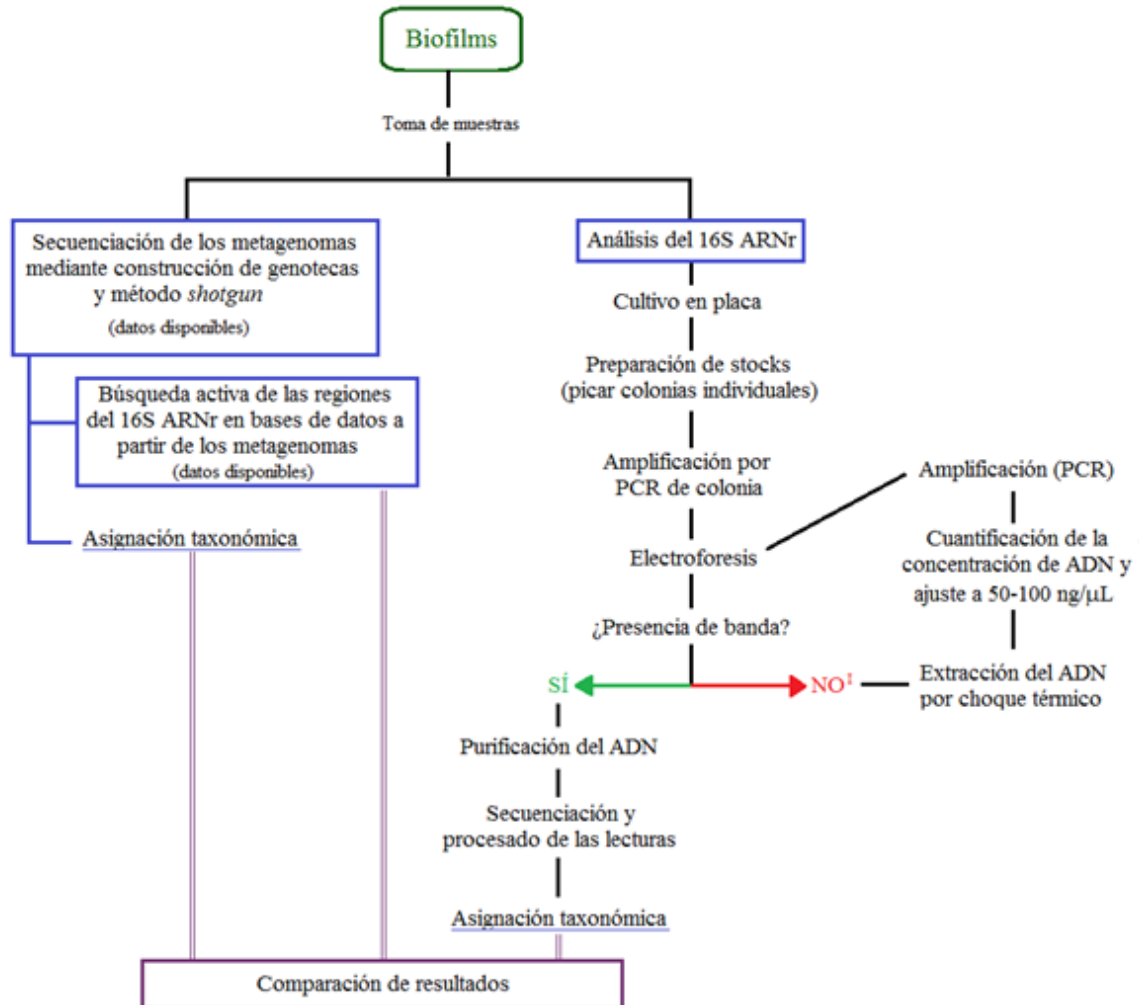 Biofilms
Toma de muestras
Secuenciación de los metagenomas
mediante construcción de genotecas
y método shotgun
(datos disponibles)
Búsqueda activa de las regiones
del 16S ARNr en bases de datos a
partir de los metagenomas
(datos disponibles)
Asignación taxonómica
Análisis del 16S ARNr
Cultivo en placa
Preparación de stocks
(picar colonias individuales)
Amplificación por
PCR de colonia
Electroforesis
¿Presencia de banda?
SÍ
NO¹
Extracción del ADN
por choque térmico
Cuantificación de la
concentración de ADN y
ajuste a 50-100 ng/μL
Amplificación (PCR)
Purificación del ADN
Secuenciación y
procesado de las lecturas
Asignación taxonómica
Comparación de resultados